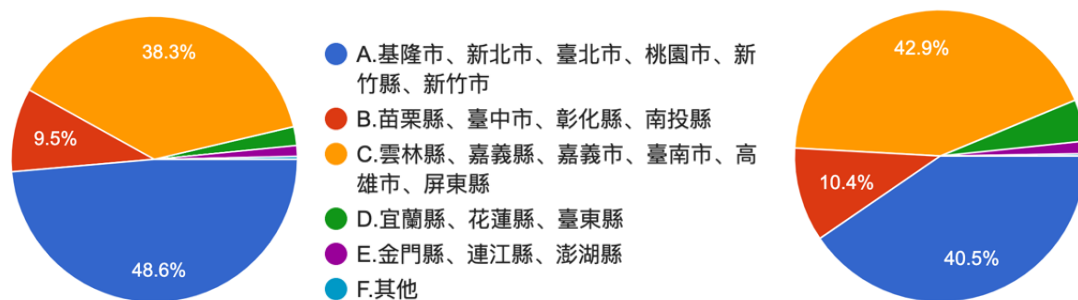 38.3%
9.5%
48.6%
A.基隆市、新北市、臺北市、桃園市、新
竹縣、新竹市
B.苗栗縣、臺中市、彰化縣、南投縣
C.雲林縣、嘉義縣、嘉義市、臺南市、高
雄市、屏東縣
D.宜蘭縣、花蓮縣、臺東縣
E.金門縣、連江縣、澎湖縣
F.其他
42.9%
10.4%
40.5%